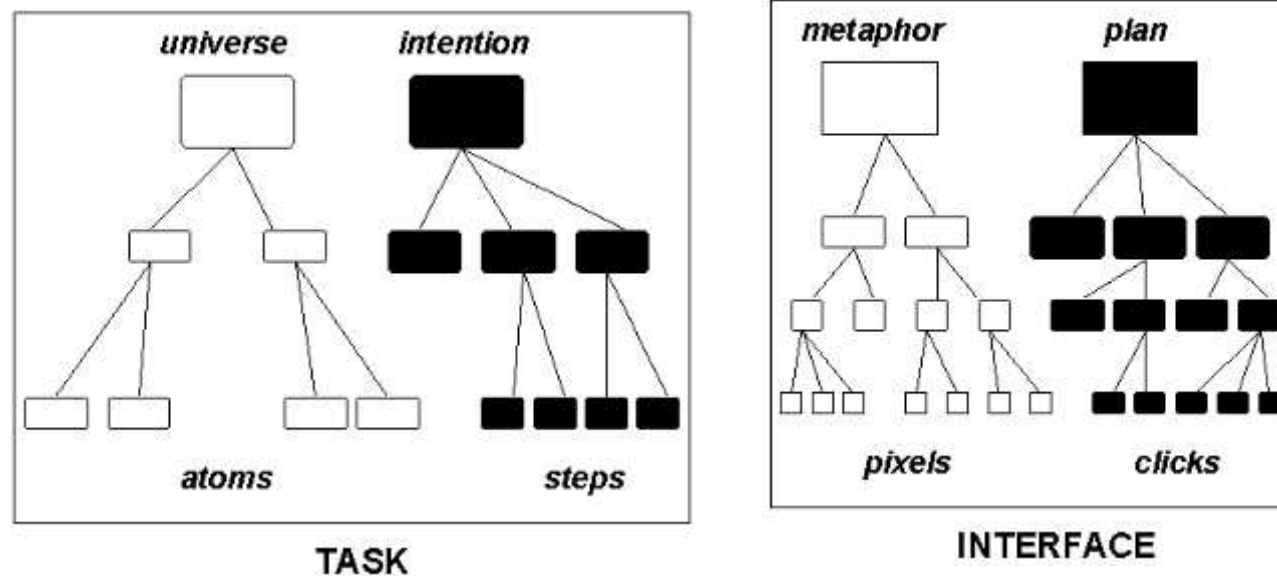 universe intention
atoms steps
TASK
metaphor plan
pixels clicks
INTERFACE